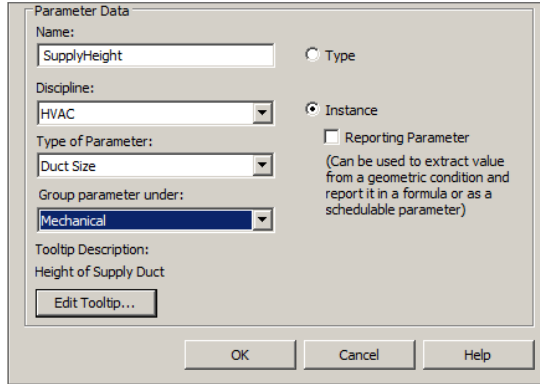 Parameter Data
Name:
SupplyHeight
Type
Discipline:
HVAC
Instance
Type of Parameter:
Reporting Parameter
Duct Size
(Can be used to extract value
from a geometric condition and
report it in a formula or as a
schedulable parameter)
Group parameter under:
Mechanical
Tooltip Description:
Height of Supply Duct
Edit Tooltip...
OK
Cancel
Help